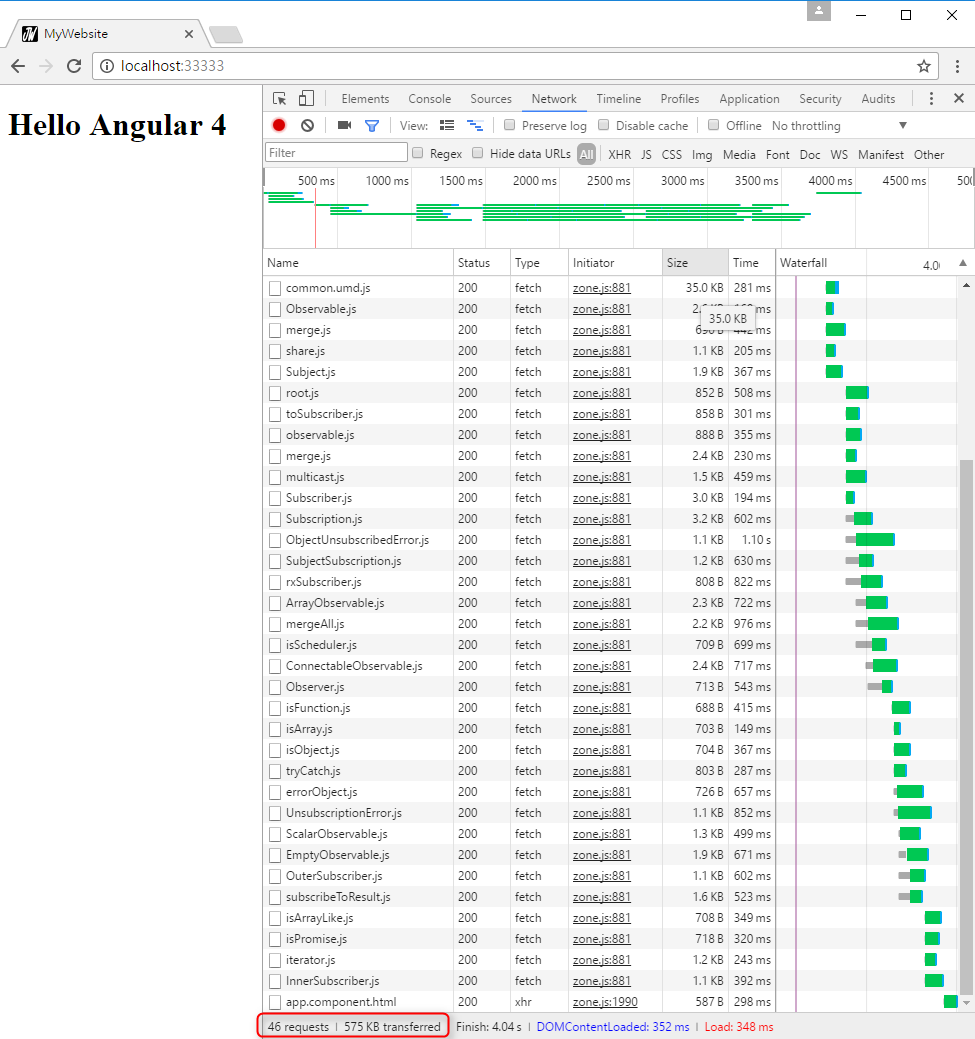 MyWebsite
localhost:33333
Hello Angular 4
Elements Console Sources Network Timeline Profiles Application Security Audits
View: Preserve log Disable cache Offline No throttling
Filter Regex Hide data URLs All XHR JS CSS Img Media Font Doc WS Manifest Other
500 ms 1000 ms 1500 ms 2000 ms 2500 ms 3000 ms 3500 ms 4000 ms 4500 ms
Name Status Type Initiator Size Time Waterfall
common.umd.js 200 fetch zone.js:881 35.0 KB 281 ms
Observable.js 200 fetch zone.js:881 ms
35.0 KB
merge.js 200 fetch zone.js:881
share.js 200 fetch zone.js:881 1.1 KB 205 ms
Subject.js 200 fetch zone.js:881 1.9 KB 367 ms
root.js 200 fetch zone.js:881 852 B 508 ms
toSubscriber.js 200 fetch zone.js:881 858 B 301 ms
observable.js 200 fetch zone.js:881 888 B 355 ms
merge.js 200 fetch zone.js:881 2.4 KB 230 ms
multicast.js 200 fetch zone.js:881 1.5 KB 459 ms
Subscriber.js 200 fetch zone.js:881 3.0 KB 194 ms
Subscription.js 200 fetch zone.js:881 3.2 KB 602 ms
ObjectUnsubscribedError.js 200 fetch zone.js:881 1.1 KB 1.10 s
SubjectSubscription.js 200 fetch zone.js:881 1.2 KB 630 ms
rxSubscriber.js 200 fetch zone.js:881 808 B 822 ms
ArrayObservable.js 200 fetch zone.js:881 2.3 KB 722 ms
mergeAll.js 200 fetch zone.js:881 2.2 KB 976 ms
isScheduler.js 200 fetch zone.js:881 709 B 699 ms
ConnectableObservable.js 200 fetch zone.js:881 2.4 KB 717 ms
Observer.js 200 fetch zone.js:881 713 B 543 ms
isFunction.js 200 fetch zone.js:881 688 B 415 ms
isArray.js 200 fetch zone.js:881 703 B 149 ms
isObject.js 200 fetch zone.js:881 704 B 367 ms
tryCatch.js 200 fetch zone.js:881 803 B 287 ms
errorObject.js 200 fetch zone.js:881 726 B 657 ms
UnsubscriptionError.js 200 fetch zone.js:881 1.1 KB 852 ms
ScalarObservable.js 200 fetch zone.js:881 1.3 KB 499 ms
EmptyObservable.js 200 fetch zone.js:881 1.9 KB 671 ms
OuterSubscriber.js 200 fetch zone.js:881 1.1 KB 602 ms
subscribeToResult.js 200 fetch zone.js:881 1.6 KB 523 ms
isArrayLike.js 200 fetch zone.js:881 708 B 349 ms
isPromise.js 200 fetch zone.js:881 718 B 320 ms
iterator.js 200 fetch zone.js:881 1.2 KB 243 ms
InnerSubscriber.js 200 fetch zone.js:881 1.1 KB 392 ms
app.component.html 200 xhr zone.js:1990 587 B 298 ms
46 requests | 575 KB transferred Finish: 4.04 s | DOMContentLoaded: 352 ms | Load: 348 ms